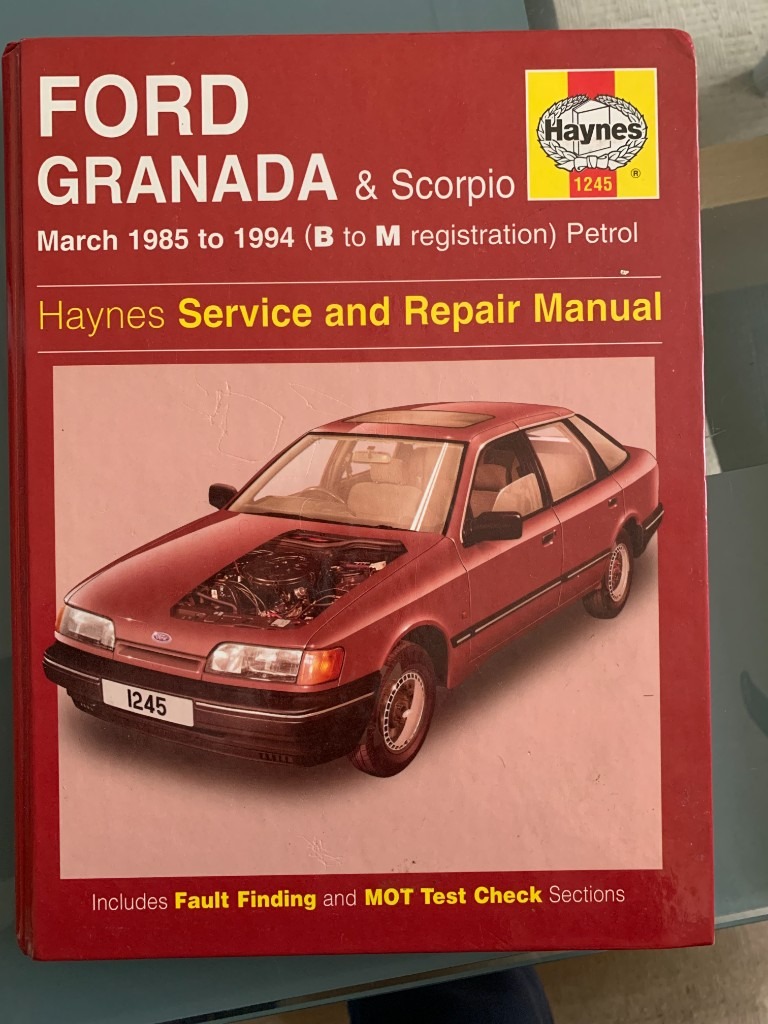 FORD
GRANADA & Scorpio
Haynes
®
1245
March 1985 to 1994 (B to M registration) Petrol
Haynes Service and Repair Manual
Ford
1245
Includes Fault Finding and MOT Test Check Sections